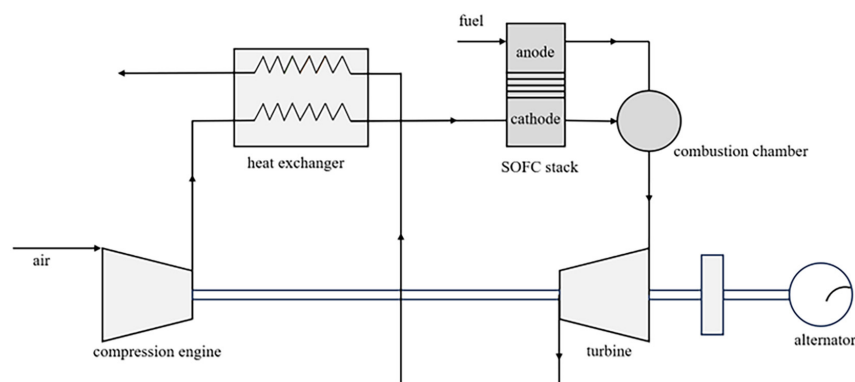 fuel
anode
cathode
heat exchanger
SOFC stack
combustion chamber
air
compression engine
turbine
alternator